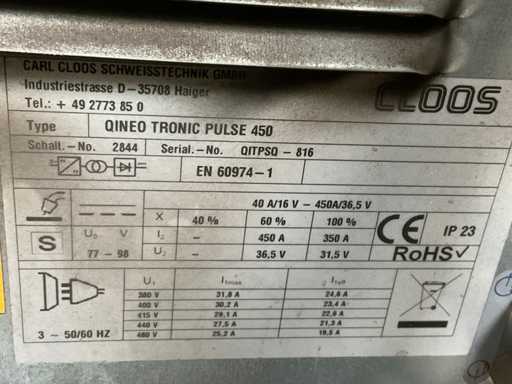 CARL CLOOS SCHWEISSTECHNIK GMBH
Industriestrasse D-35708 Haiger
Tel.: + 49 2773 85 0
CLOOS
Type QINEO TRONIC PULSE 450
Schalt.-No. 2844 Serial.-No. QITPSQ - 816
EN 60974-1
40 A/16 V - 450A/36,5 V
X 40% 60 % 100 %
S U₀ V I₂ 450 A 350 A
77 - 98 U₂ 36,5 V 31,5 V
CE IP 23
RoHS
U₁ I₁max I₁eff
380 V 31,8 A 24,6 A
400 V 30,2 A 23,4 A
415 V 29,1 A 22,6 A
440 V 27,5 A 21,3 A
480 V 25,2 A 19,5 A
3 - 50/60 HZ